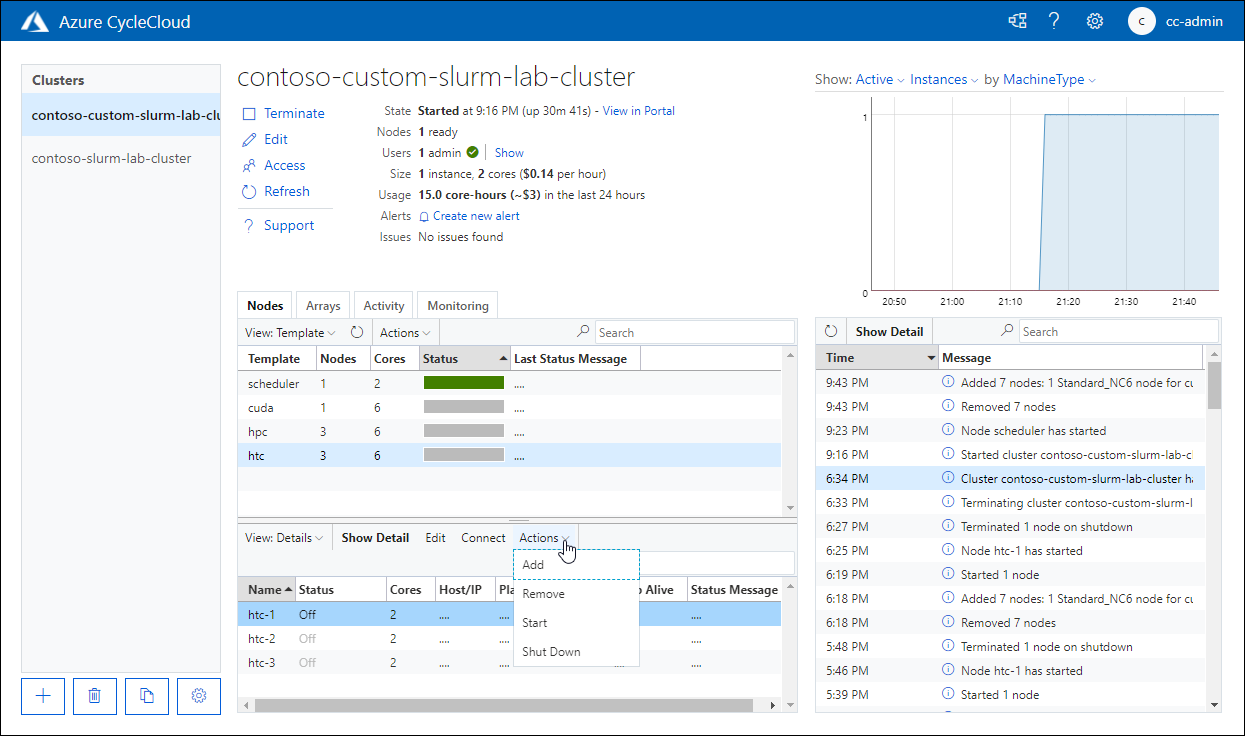 Azure CycleCloud
? C cc-admin
Clusters
contoso-custom-slurm-lab-clu
contoso-slurm-lab-cluster
contoso-custom-slurm-lab-cluster
Terminate
Edit
Access
Refresh
? Support
State Started at 9:16 PM (up 30m 41s) - View in Portal
Nodes 1 ready
Users 1 admin Show
Size 1 instance, 2 cores ($0.14 per hour)
Usage 15.0 core-hours (~$3) in the last 24 hours
Alerts Create new alert
Issues No issues found
Show: Active Instances by MachineType
1
0
20:50 21:00 21:10 21:20 21:30 21:40
Nodes Arrays Activity Monitoring
View: Template Actions Search
Template Nodes Cores Status Last Status Message
scheduler 1 2 ....
cuda 1 6 ....
hpc 3 6 ....
htc 3 6 ....
View: Details Show Detail Edit Connect Actions
Add
Remove
Start
Shut Down
Name Status Cores Host/IP Pla p Alive Status Message
htc-1 Off 2 .... .... ....
htc-2 Off 2 .... .... ....
htc-3 Off 2 .... .... ....
Show Detail Search
Time Message
9:43 PM Added 7 nodes: 1 Standard_NC6 node for cu
9:43 PM Removed 7 nodes
9:23 PM Node scheduler has started
9:16 PM Started cluster contoso-custom-slurm-lab-cl
6:34 PM Cluster contoso-custom-slurm-lab-cluster ha
6:33 PM Terminating cluster contoso-custom-slurm-l
6:27 PM Terminated 1 node on shutdown
6:25 PM Node htc-1 has started
6:19 PM Started 1 node
6:18 PM Added 7 nodes: 1 Standard_NC6 node for cu
6:18 PM Removed 7 nodes
5:48 PM Terminated 1 node on shutdown
5:46 PM Node htc-1 has started
5:39 PM Started 1 node